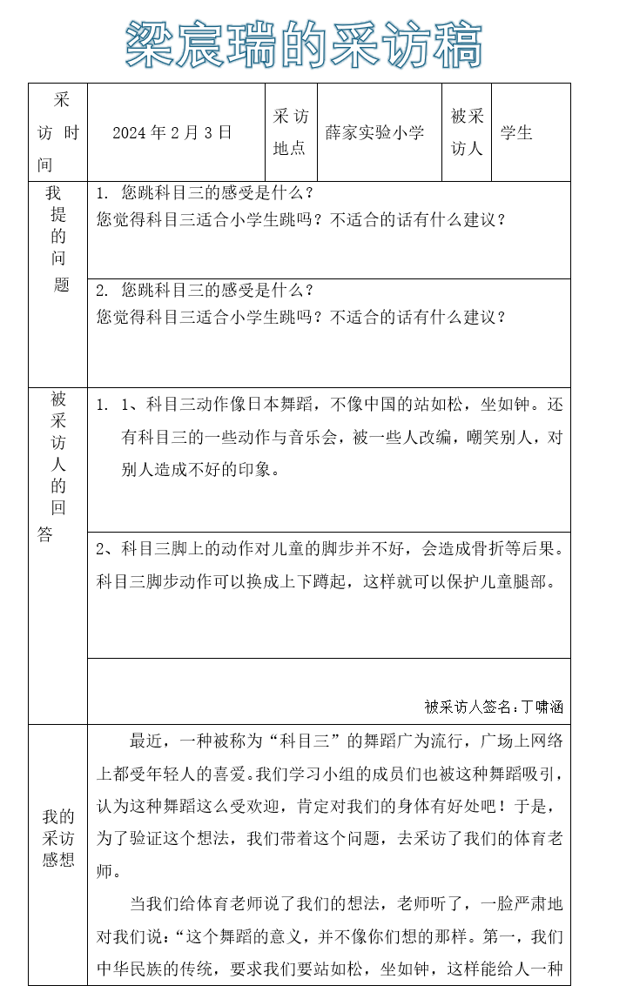 梁宸瑞的采访稿
采
访 时
间
2024 年 2 月 3 日
采 访
地点
薛家实验小学
被采
访人
学生
我
提
的
问
题
1. 您跳科目三的感受是什么？
您觉得科目三适合小学生跳吗？不适合的话有什么建议？
2. 您跳科目三的感受是什么？
您觉得科目三适合小学生跳吗？不适合的话有什么建议？
被
采
访
人
的
回
答
1. 1、科目三动作像日本舞蹈，不像中国的站如松，坐如钟。还
有科目三的一些动作与音乐会，被一些人改编，嘲笑别人，对
别人造成不好的印象。
2、科目三脚上的动作对儿童的脚步并不好，会造成骨折等后果。
科目三脚步动作可以换成上下蹲起，这样就可以保护儿童腿部。
被采访人签名：丁啸涵
我的
采访
感想
最近，一种被称为“科目三”的舞蹈广为流行，广场上网络
上都受年轻人的喜爱。我们学习小组的成员们也被这种舞蹈吸引，
认为这种舞蹈这么受欢迎，肯定对我们的身体有好处吧！于是，
为了验证这个想法，我们带着这个问题，去采访了我们的体育老
师。
当我们给体育老师说了我们的想法，老师听了，一脸严肃地
对我们说：“这个舞蹈的意义，并不像你们想的那样。第一，我们
中华民族的传统，要求我们要站如松，坐如钟，这样能给人一种